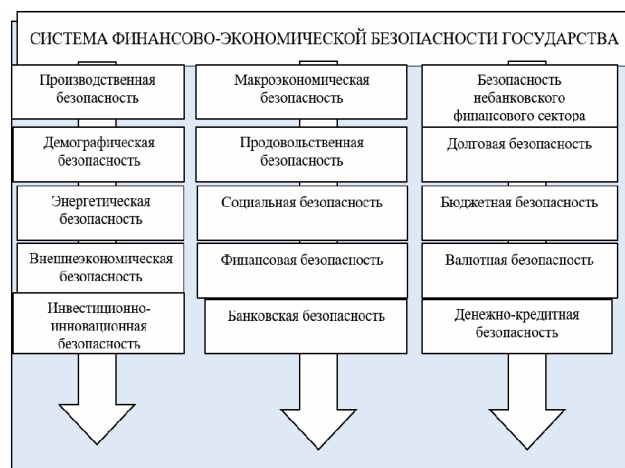 СИСТЕМА ФИНАНСОВО-ЭКОНОМИЧЕСКОЙ БЕЗОПАСНОСТИ ГОСУДАРСТВА
Производственная
безопасность
Демографическая
безопасность
Энергетическая
безопасность
Внешнеэкономическая
безопасность
Инвестиционно-
инновационная
безопасность
Макроэкономическая
безопасность
Продовольственная
безопасность
Социальная безопасность
Финансовая безопасность
Банковская безопасность
Безопасность
небанковского
финансового сектора
Долговая безопасность
Бюджетная безопасность
Валютная безопасность
Денежно-кредитная
безопасность